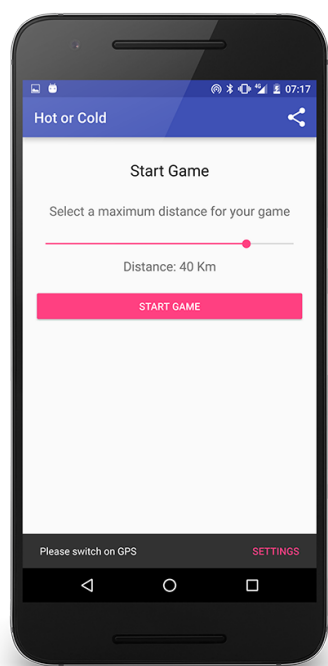 4G
07:17
Hot or Cold
Start Game
Select a maximum distance for your game
Distance: 40 Km
START GAME
Please switch on GPS
SETTINGS